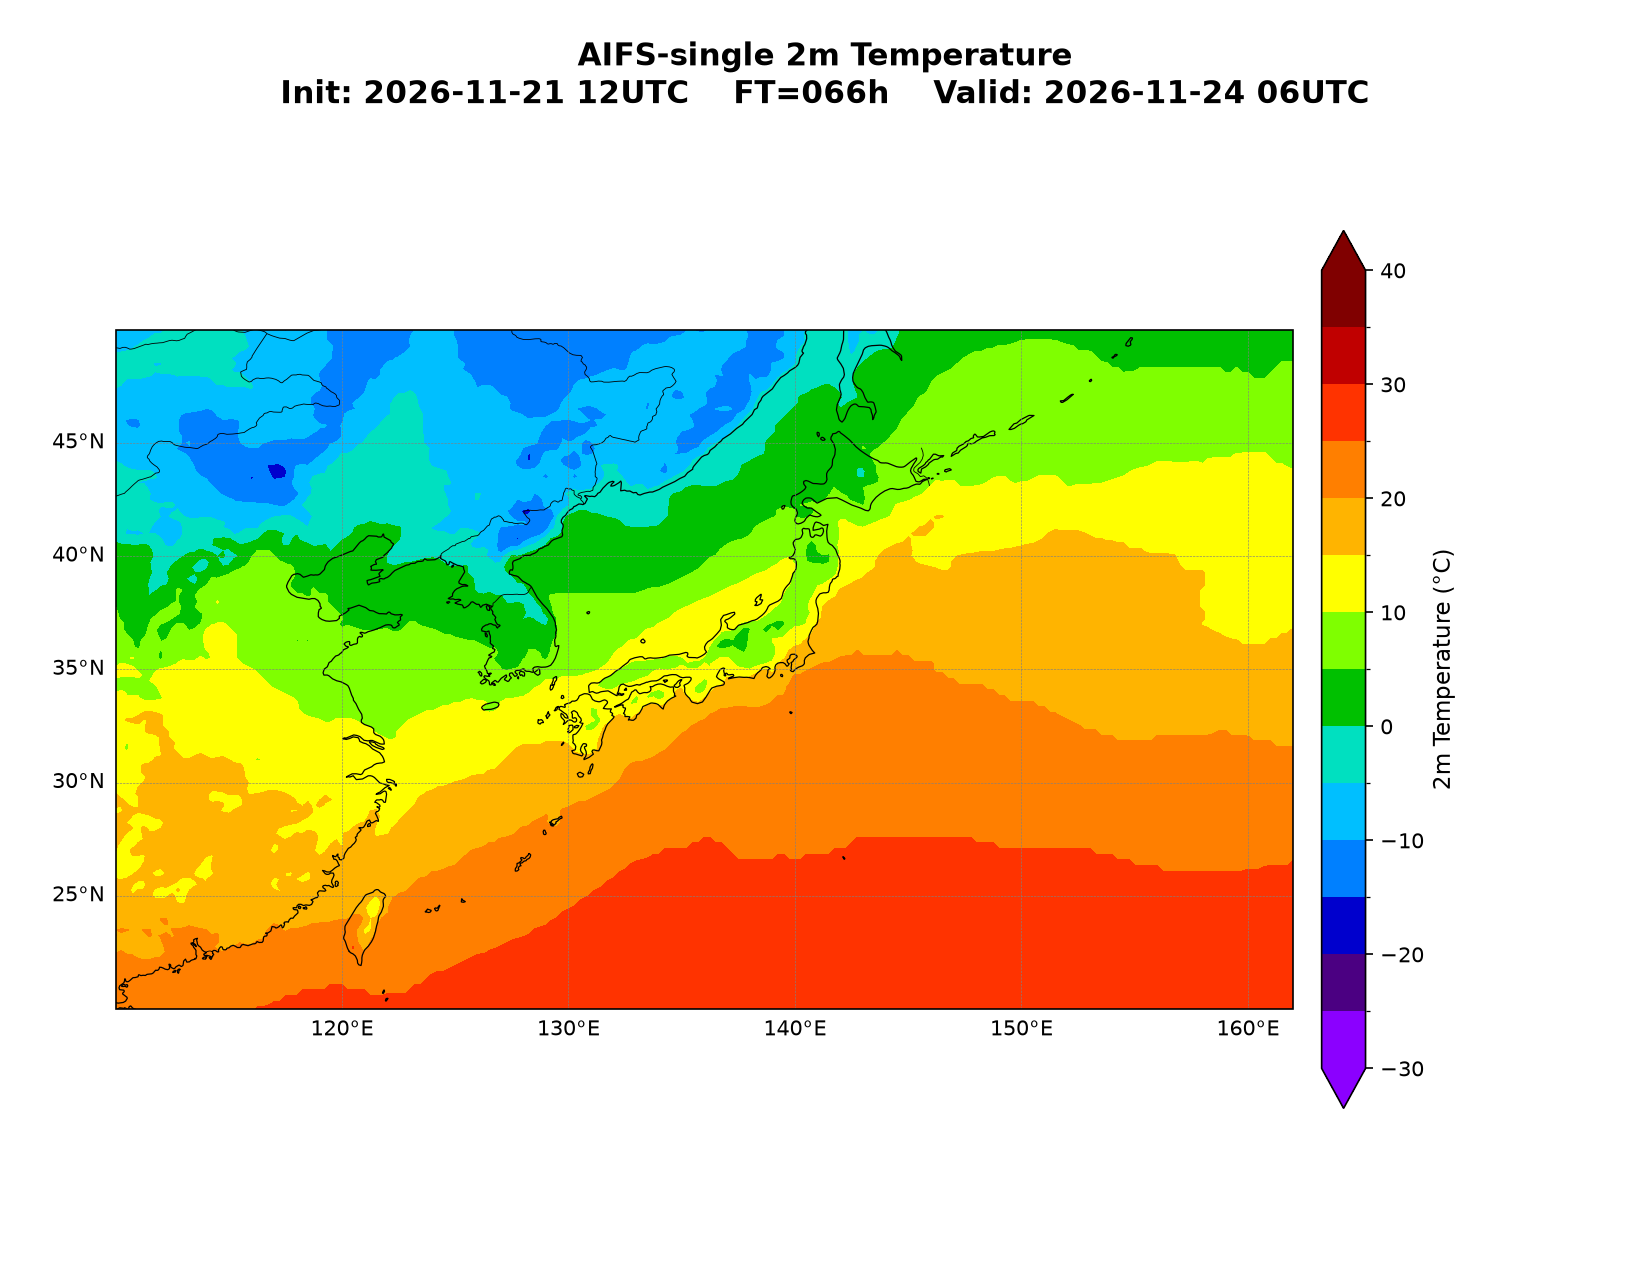 AIFS-single 2m Temperature
Init: 2026-11-21 12UTC    FT=066h    Valid: 2026-11-24 06UTC
45°N
40°N
35°N
30°N
25°N
120°E
130°E
140°E
150°E
160°E
40
30
20
10
0
−10
−20
−30
2m Temperature (°C)